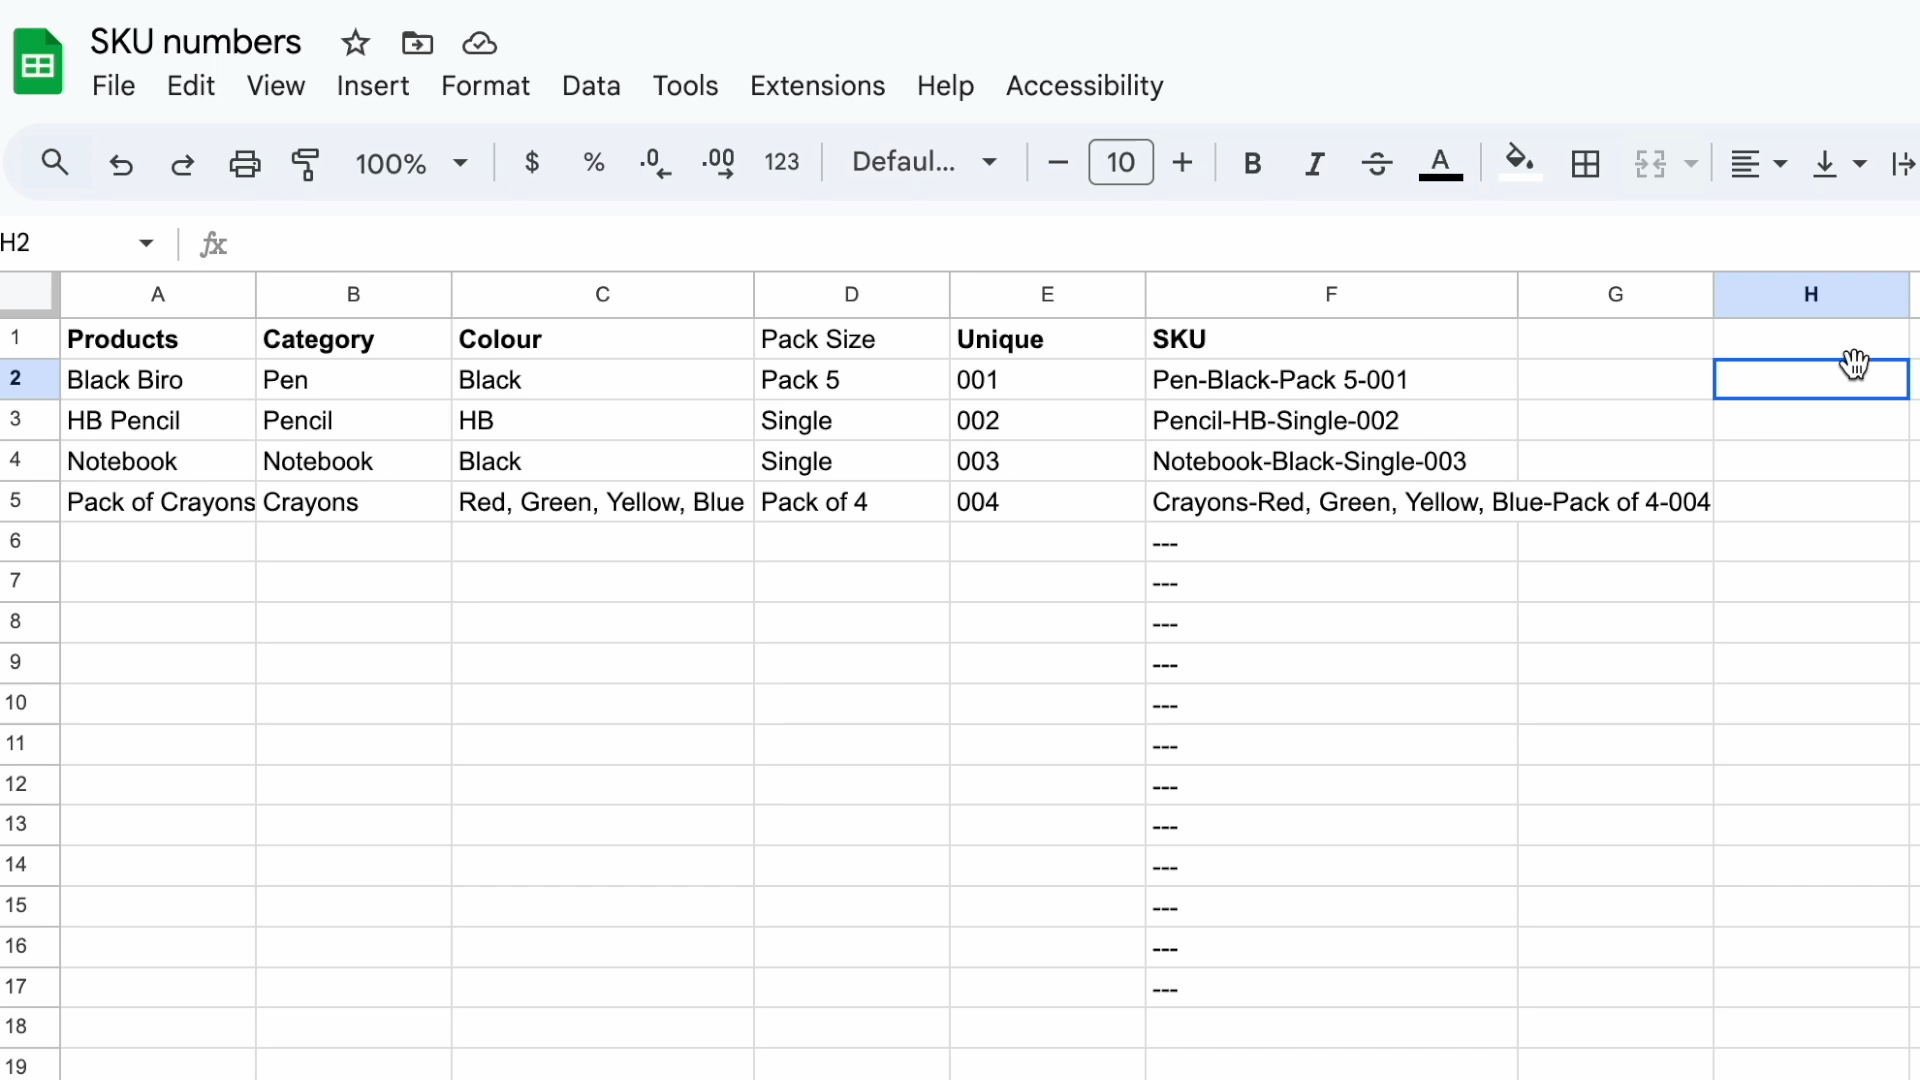 SKU numbers
File Edit View Insert Format Data Tools Extensions Help Accessibility
100% $ % .0 .00 123 Defaul... 10 B I A
H2 fx
A B C D E F G H
1 Products Category Colour Pack Size Unique SKU
2 Black Biro Pen Black Pack 5 001 Pen-Black-Pack 5-001
3 HB Pencil Pencil HB Single 002 Pencil-HB-Single-002
4 Notebook Notebook Black Single 003 Notebook-Black-Single-003
5 Pack of Crayons Crayons Red, Green, Yellow, Blue Pack of 4 004 Crayons-Red, Green, Yellow, Blue-Pack of 4-004
6 ---
7 ---
8 ---
9 ---
10 ---
11 ---
12 ---
13 ---
14 ---
15 ---
16 ---
17 ---
18
19